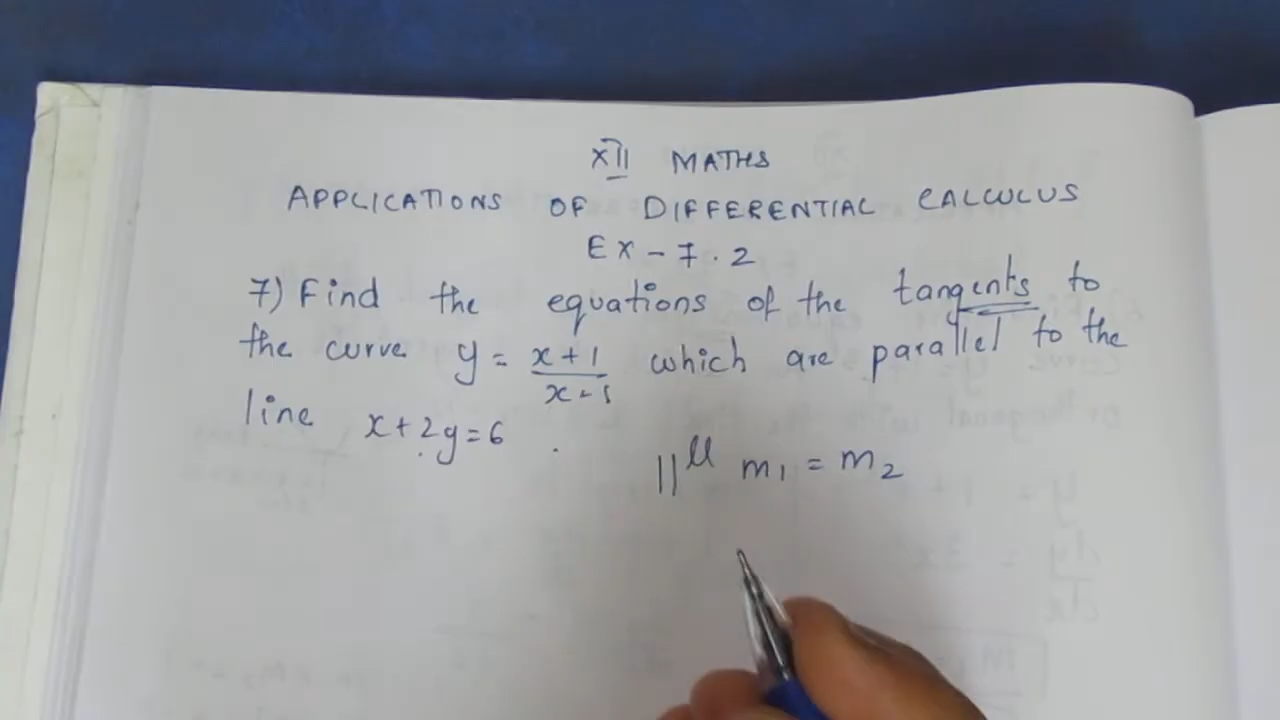 XII MATHS
APPLICATIONS OF DIFFERENTIAL CALCULUS
EX - 7.2
7) Find the equations of the tangents to
the curve y = x+1/x-1 which are parallel to the
line x+2y=6 .
||ˡˡ m₁ = m₂